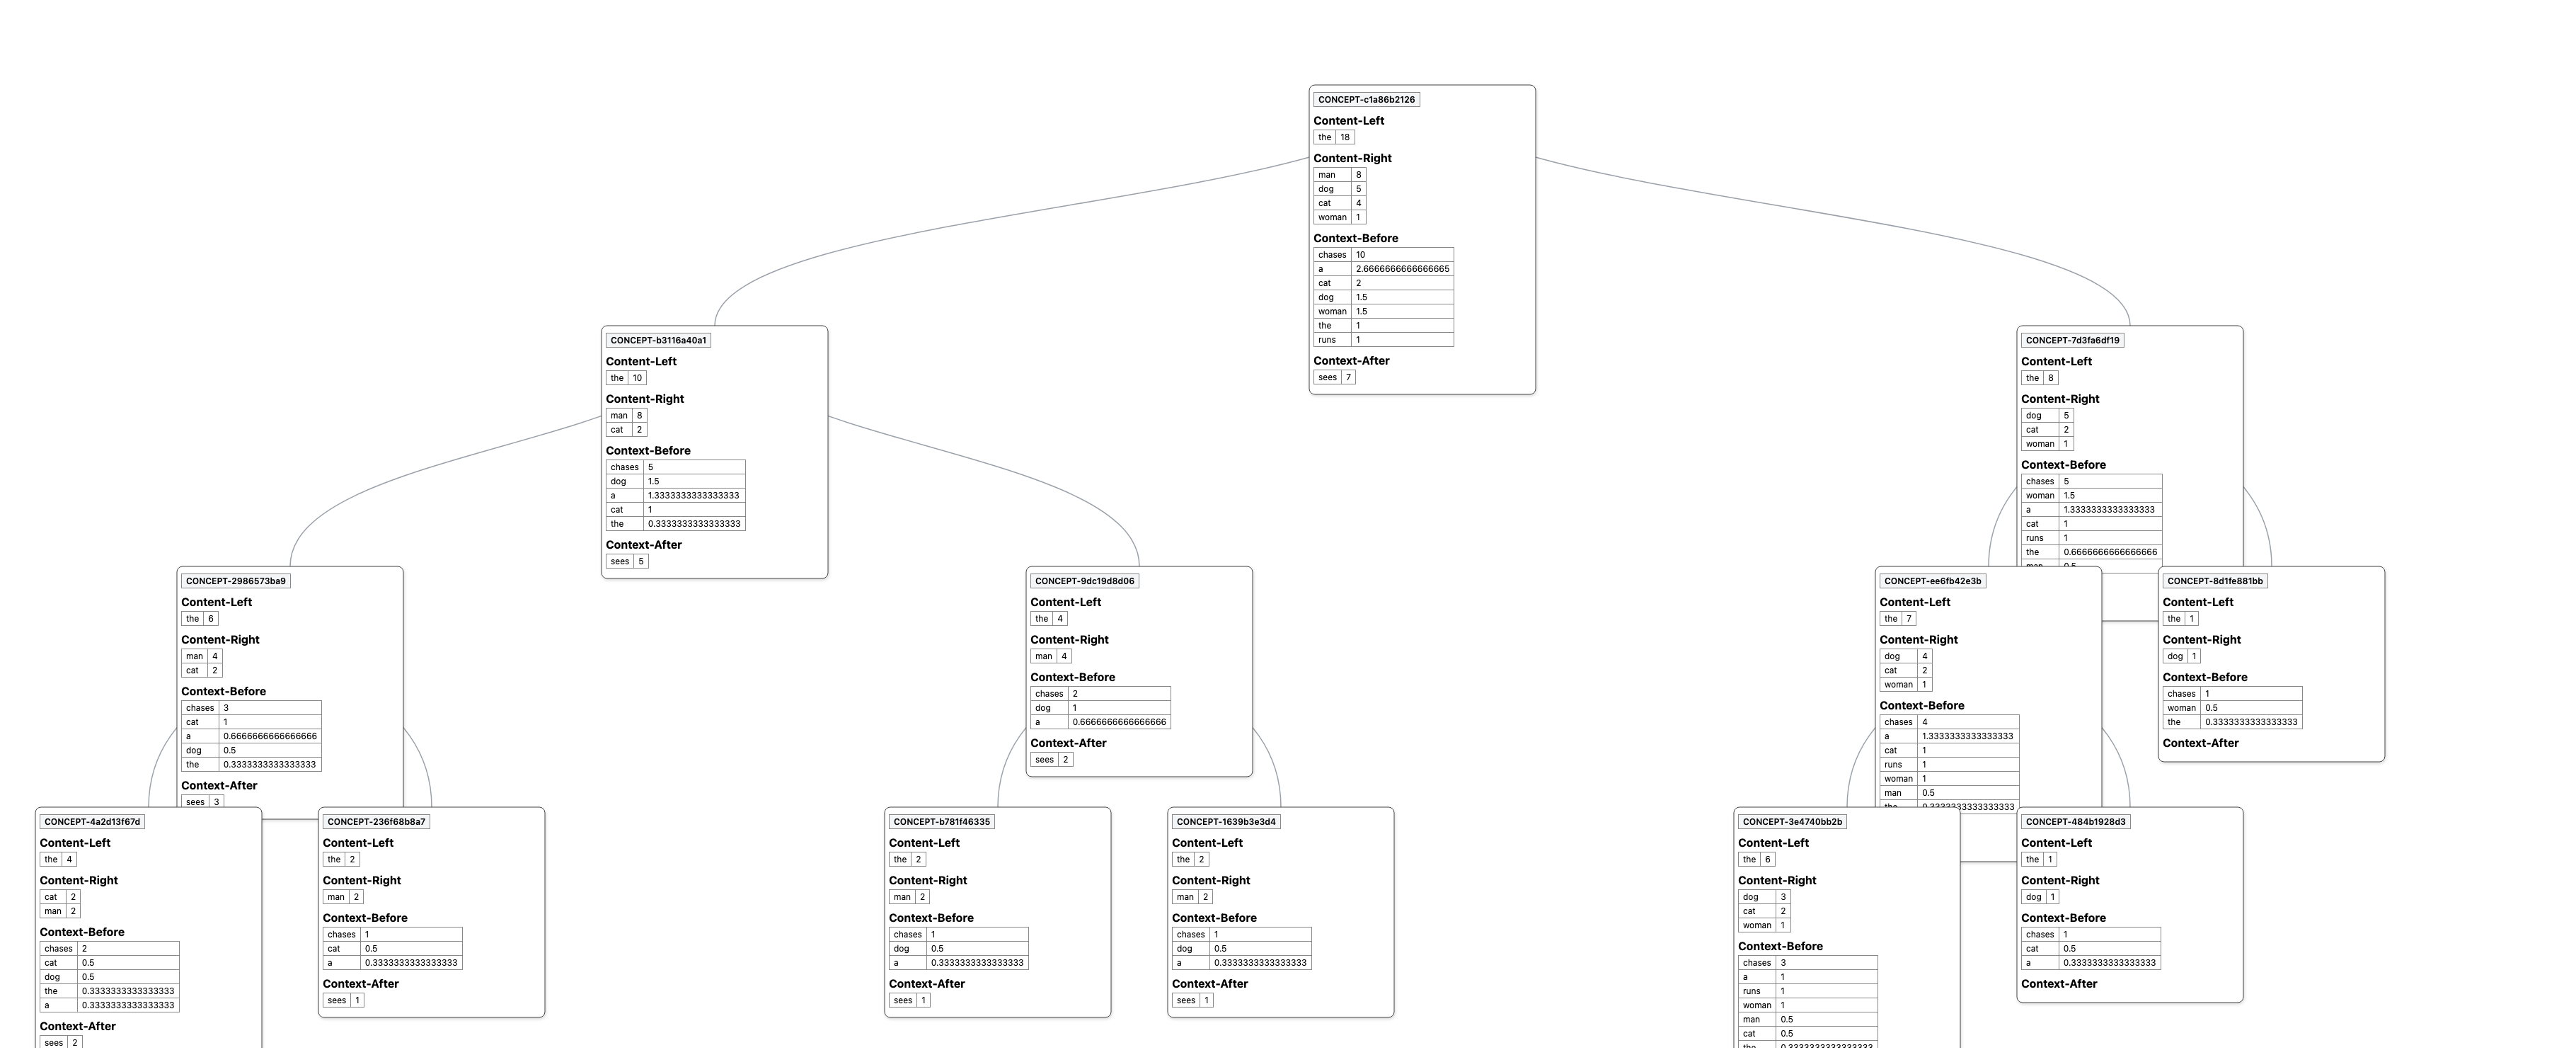 CONCEPT-c1a86b2126
Content-Left
the 18
Content-Right
man 8
dog 5
cat 4
woman 1
Context-Before
chases 10
a 2.6666666666666665
cat 2
dog 1.5
woman 1.5
the 1
runs 1
Context-After
sees 7
CONCEPT-b3116a40a1
Content-Left
the 10
Content-Right
man 8
cat 2
Context-Before
chases 5
dog 1.5
a 1.3333333333333333
cat 1
the 0.3333333333333333
Context-After
sees 5
CONCEPT-7d3fa6df19
Content-Left
the 8
Content-Right
dog 5
cat 2
woman 1
Context-Before
chases 5
woman 1.5
a 1.3333333333333333
cat 1
runs 1
the 0.6666666666666666
man 0.5
CONCEPT-2986573ba9
Content-Left
the 6
Content-Right
man 4
cat 2
Context-Before
chases 3
cat 1
a 0.6666666666666666
dog 0.5
the 0.3333333333333333
Context-After
sees 3
CONCEPT-9dc19d8d06
Content-Left
the 4
Content-Right
man 4
Context-Before
chases 2
dog 1
a 0.6666666666666666
Context-After
sees 2
CONCEPT-ee6fb42e3b
Content-Left
the 7
Content-Right
dog 4
cat 2
woman 1
Context-Before
chases 4
a 1.3333333333333333
cat 1
runs 1
woman 1
man 0.5
the 0.3333333333333333
CONCEPT-8d1fe881bb
Content-Left
the 1
Content-Right
dog 1
Context-Before
chases 1
woman 0.5
the 0.3333333333333333
Context-After
CONCEPT-4a2d13f67d
Content-Left
the 4
Content-Right
cat 2
man 2
Context-Before
chases 2
cat 0.5
dog 0.5
the 0.3333333333333333
a 0.3333333333333333
Context-After
sees 2
CONCEPT-236f68b8a7
Content-Left
the 2
Content-Right
man 2
Context-Before
chases 1
cat 0.5
a 0.3333333333333333
Context-After
sees 1
CONCEPT-b781f46335
Content-Left
the 2
Content-Right
man 2
Context-Before
chases 1
dog 0.5
a 0.3333333333333333
Context-After
sees 1
CONCEPT-1639b3e3d4
Content-Left
the 2
Content-Right
man 2
Context-Before
chases 1
dog 0.5
a 0.3333333333333333
Context-After
sees 1
CONCEPT-3e4740bb2b
Content-Left
the 6
Content-Right
dog 3
cat 2
woman 1
Context-Before
chases 3
a 1
runs 1
woman 1
man 0.5
cat 0.5
the 0.3333333333333333
CONCEPT-484b1928d3
Content-Left
the 1
Content-Right
dog 1
Context-Before
chases 1
cat 0.5
a 0.3333333333333333
Context-After